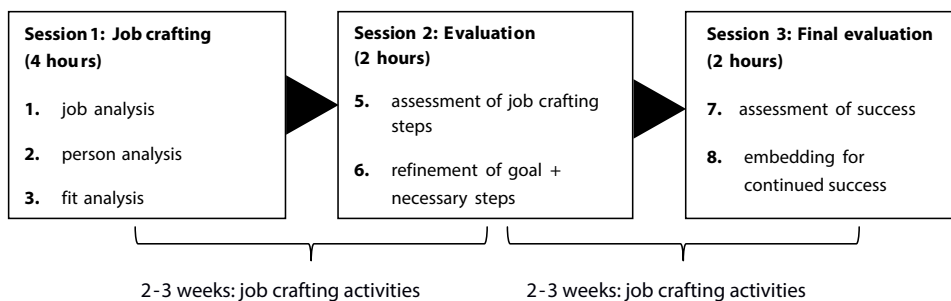 Session 1: Job crafting
(4 hours)
1. job analysis
2. person analysis
3. fit analysis
Session 2: Evaluation
(2 hours)
5. assessment of job crafting
steps
6. refinement of goal +
necessary steps
Session 3: Final evaluation
(2 hours)
7. assessment of success
8. embedding for
continued success
2-3 weeks: job crafting activities
2-3 weeks: job crafting activities